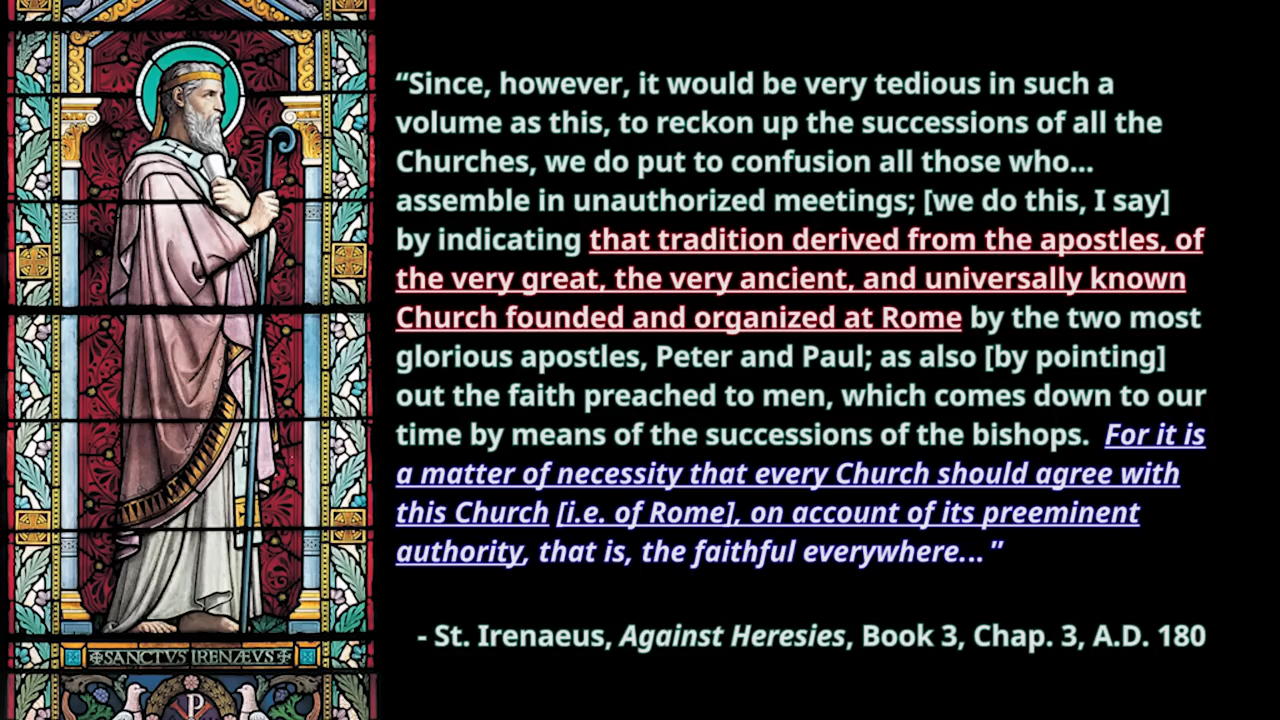 “Since, however, it would be very tedious in such a
volume as this, to reckon up the successions of all the
Churches, we do put to confusion all those who...
assemble in unauthorized meetings; [we do this, I say]
by indicating that tradition derived from the apostles, of
the very great, the very ancient, and universally known
Church founded and organized at Rome by the two most
glorious apostles, Peter and Paul; as also [by pointing]
out the faith preached to men, which comes down to our
time by means of the successions of the bishops.  For it is
a matter of necessity that every Church should agree with
this Church [i.e. of Rome], on account of its preeminent
authority, that is, the faithful everywhere... ”
- St. Irenaeus, Against Heresies, Book 3, Chap. 3, A.D. 180
SANCTVS IRENÆVS